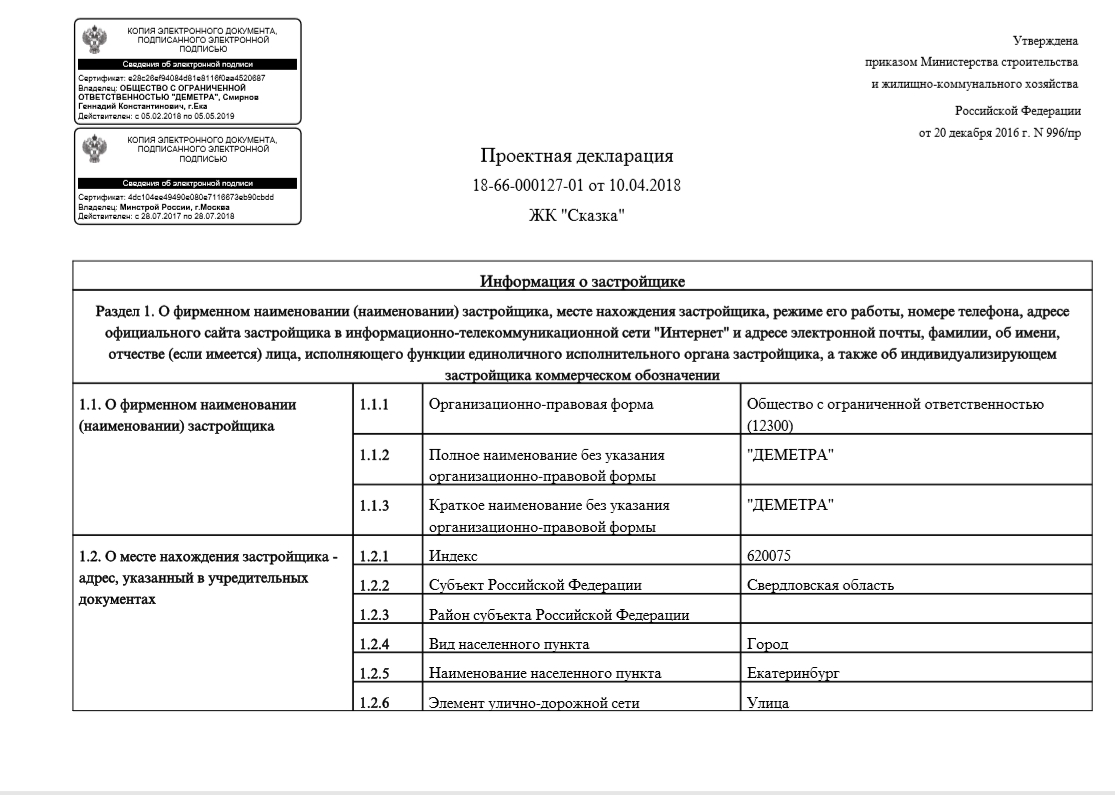 КОПИЯ ЭЛЕКТРОННОГО ДОКУМЕНТА,
ПОДПИСАННОГО ЭЛЕКТРОННОЙ
ПОДПИСЬЮ
Сведения об электронной подписи
Сертификат: e28c26ef94084d81e8116f0aa4520687
Владелец: ОБЩЕСТВО С ОГРАНИЧЕННОЙ
ОТВЕТСТВЕННОСТЬЮ "ДЕМЕТРА", Смирнов
Геннадий Константинович, г.Ека
Действителен: с 05.02.2018 по 05.05.2019
КОПИЯ ЭЛЕКТРОННОГО ДОКУМЕНТА,
ПОДПИСАННОГО ЭЛЕКТРОННОЙ
ПОДПИСЬЮ
Сведения об электронной подписи
Сертификат: 4dc104ee49490e080e7116673eb90cbdd
Владелец: Минстрой России, г.Москва
Действителен: с 28.07.2017 по 28.07.2018
Утверждена
приказом Министерства строительства
и жилищно-коммунального хозяйства
Российской Федерации
от 20 декабря 2016 г. N 996/пр
Проектная декларация
18-66-000127-01 от 10.04.2018
ЖК "Сказка"
Информация о застройщике
Раздел 1. О фирменном наименовании (наименовании) застройщика, месте нахождения застройщика, режиме его работы, номере телефона, адресе
официального сайта застройщика в информационно-телекоммуникационной сети "Интернет" и адресе электронной почты, фамилии, об имени,
отчестве (если имеется) лица, исполняющего функции единоличного исполнительного органа застройщика, а также об индивидуализирующем
застройщика коммерческом обозначении
1.1. О фирменном наименовании
(наименовании) застройщика
1.1.1
Организационно-правовая форма
Общество с ограниченной ответственностью
(12300)
1.1.2
Полное наименование без указания
организационно-правовой формы
"ДЕМЕТРА"
1.1.3
Краткое наименование без указания
организационно-правовой формы
"ДЕМЕТРА"
1.2. О месте нахождения застройщика -
адрес, указанный в учредительных
документах
1.2.1
Индекс
620075
1.2.2
Субъект Российской Федерации
Свердловская область
1.2.3
Район субъекта Российской Федерации
1.2.4
Вид населенного пункта
Город
1.2.5
Наименование населенного пункта
Екатеринбург
1.2.6
Элемент улично-дорожной сети
Улица